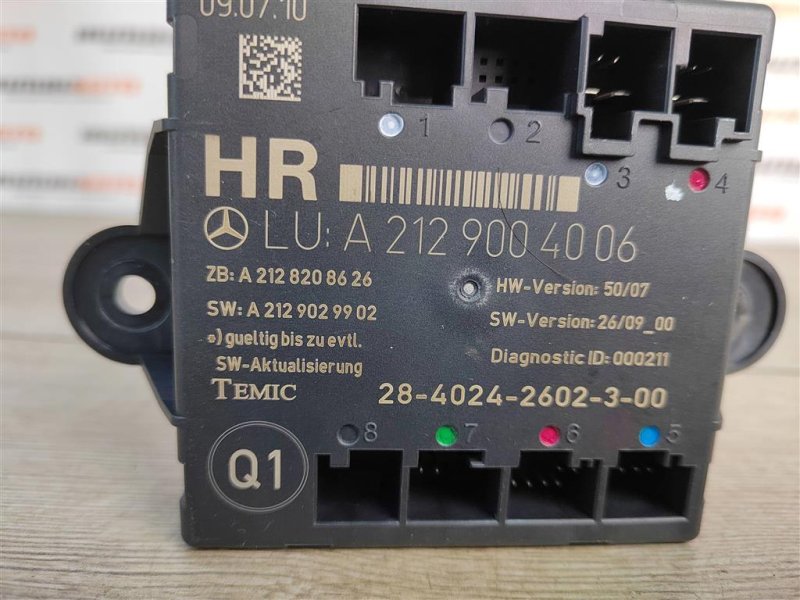 09.07.10
1 2 3 4
HR
LU: A 212 900 40 06
ZB: A 212 820 86 26
HW-Version: 50/07
SW: A 212 902 99 02
SW-Version: 26/09_00
*) gueltig bis zu evtl.
SW-Aktualisierung
Diagnostic ID: 000211
TEMIC
28-4024-2602-3-00
8 7 6 5
Q1